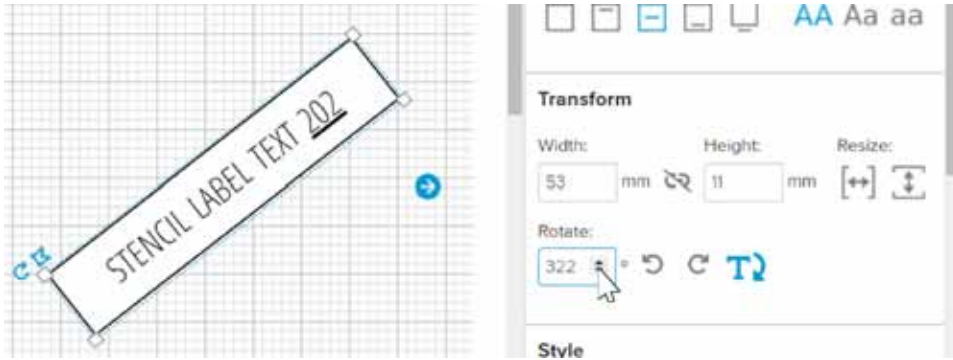 STENCIL LABEL TEXT 202
AA Aa aa
Transform
Width:
Height:
Resize:
53 mm
11 mm
Rotate:
322 °
T
Style